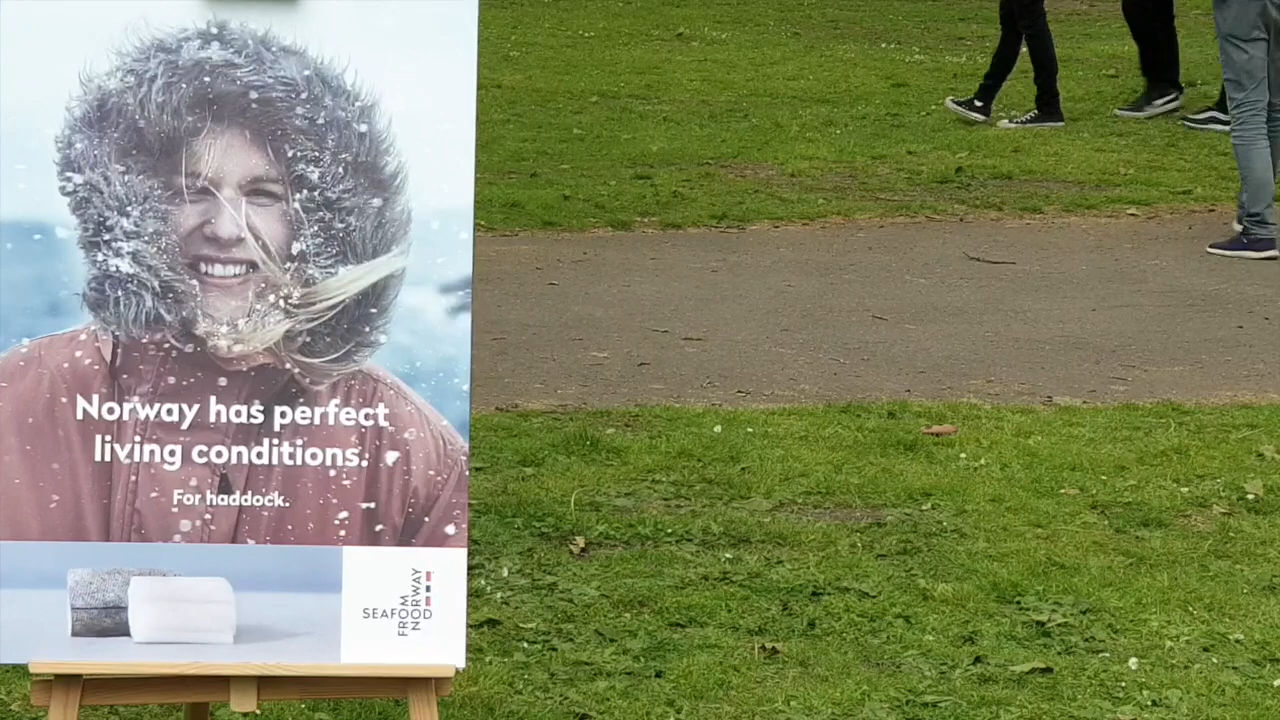 Norway has perfect
living conditions.
For haddock.
SEAFOOD
FROM
NORWAY